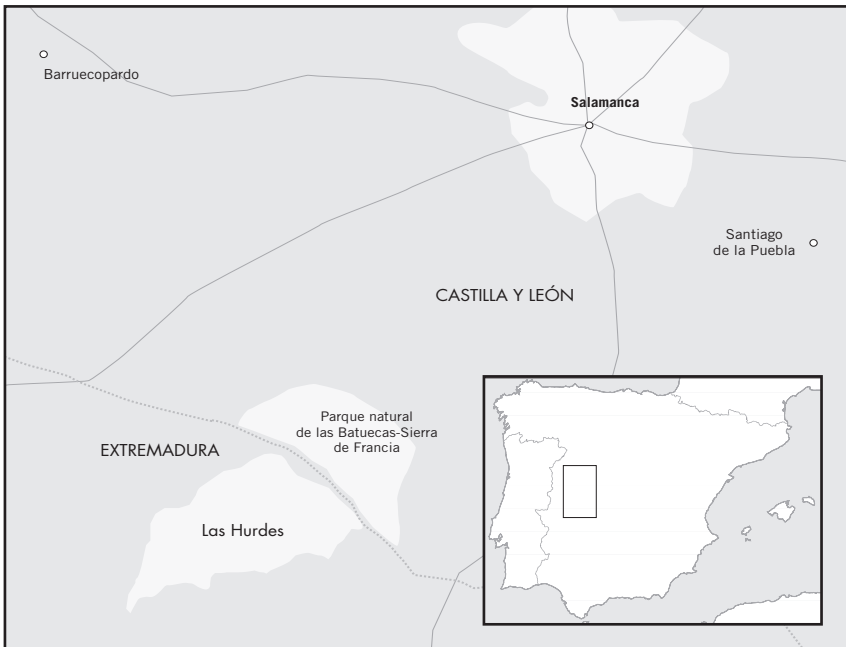 Barruecopardo
Salamanca
Santiago
de la Puebla
CASTILLA Y LEÓN
Parque natural
de las Batuecas-Sierra
de Francia
EXTREMADURA
Las Hurdes